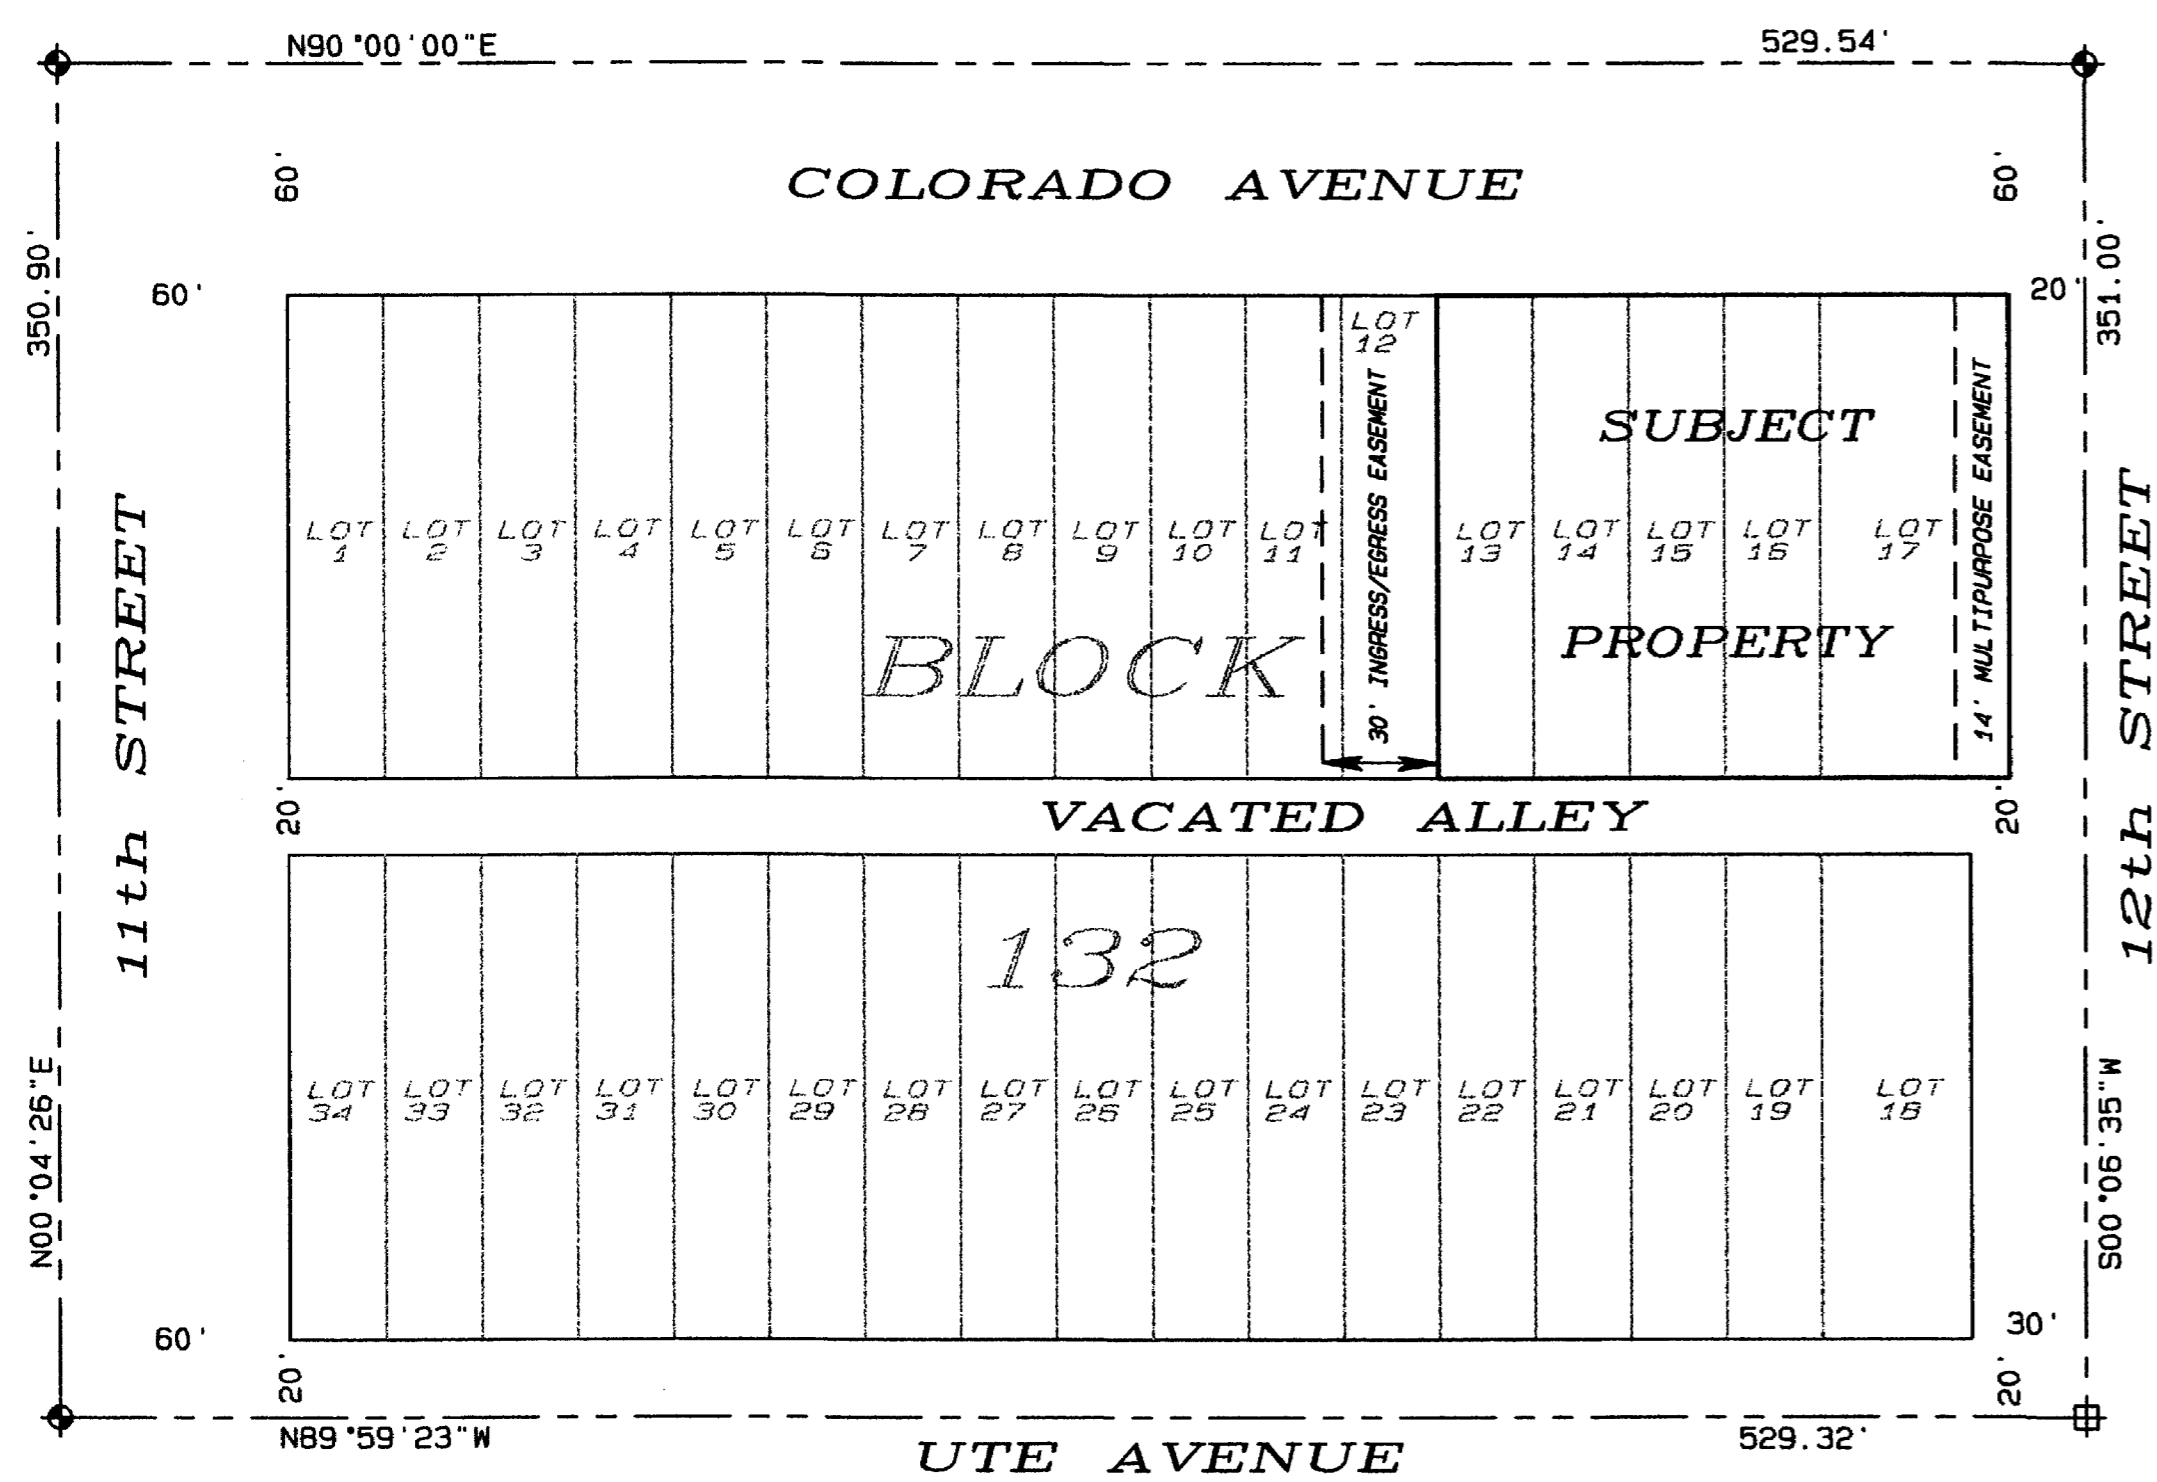 N90°00'00"E
529.54'
60'
COLORADO AVENUE
60'
350.90'
60'
20'
351.00'
LOT
12
30' INGRESS/EGRESS EASEMENT
SUBJECT
PROPERTY
14' MULTIPURPOSE EASEMENT
LOT
1
LOT
2
LOT
3
LOT
4
LOT
5
LOT
6
LOT
7
LOT
8
LOT
9
LOT
10
LOT
11
LOT
13
LOT
14
LOT
15
LOT
16
LOT
17
11th STREET
12th STREET
BLOCK
20'
VACATED ALLEY
20'
132
LOT
34
LOT
33
LOT
32
LOT
31
LOT
30
LOT
29
LOT
28
LOT
27
LOT
26
LOT
25
LOT
24
LOT
23
LOT
22
LOT
21
LOT
20
LOT
19
LOT
18
N00°04'26"E
S00°06'35"W
60'
30'
20'
20'
N89°59'23"W
529.32'
UTE AVENUE